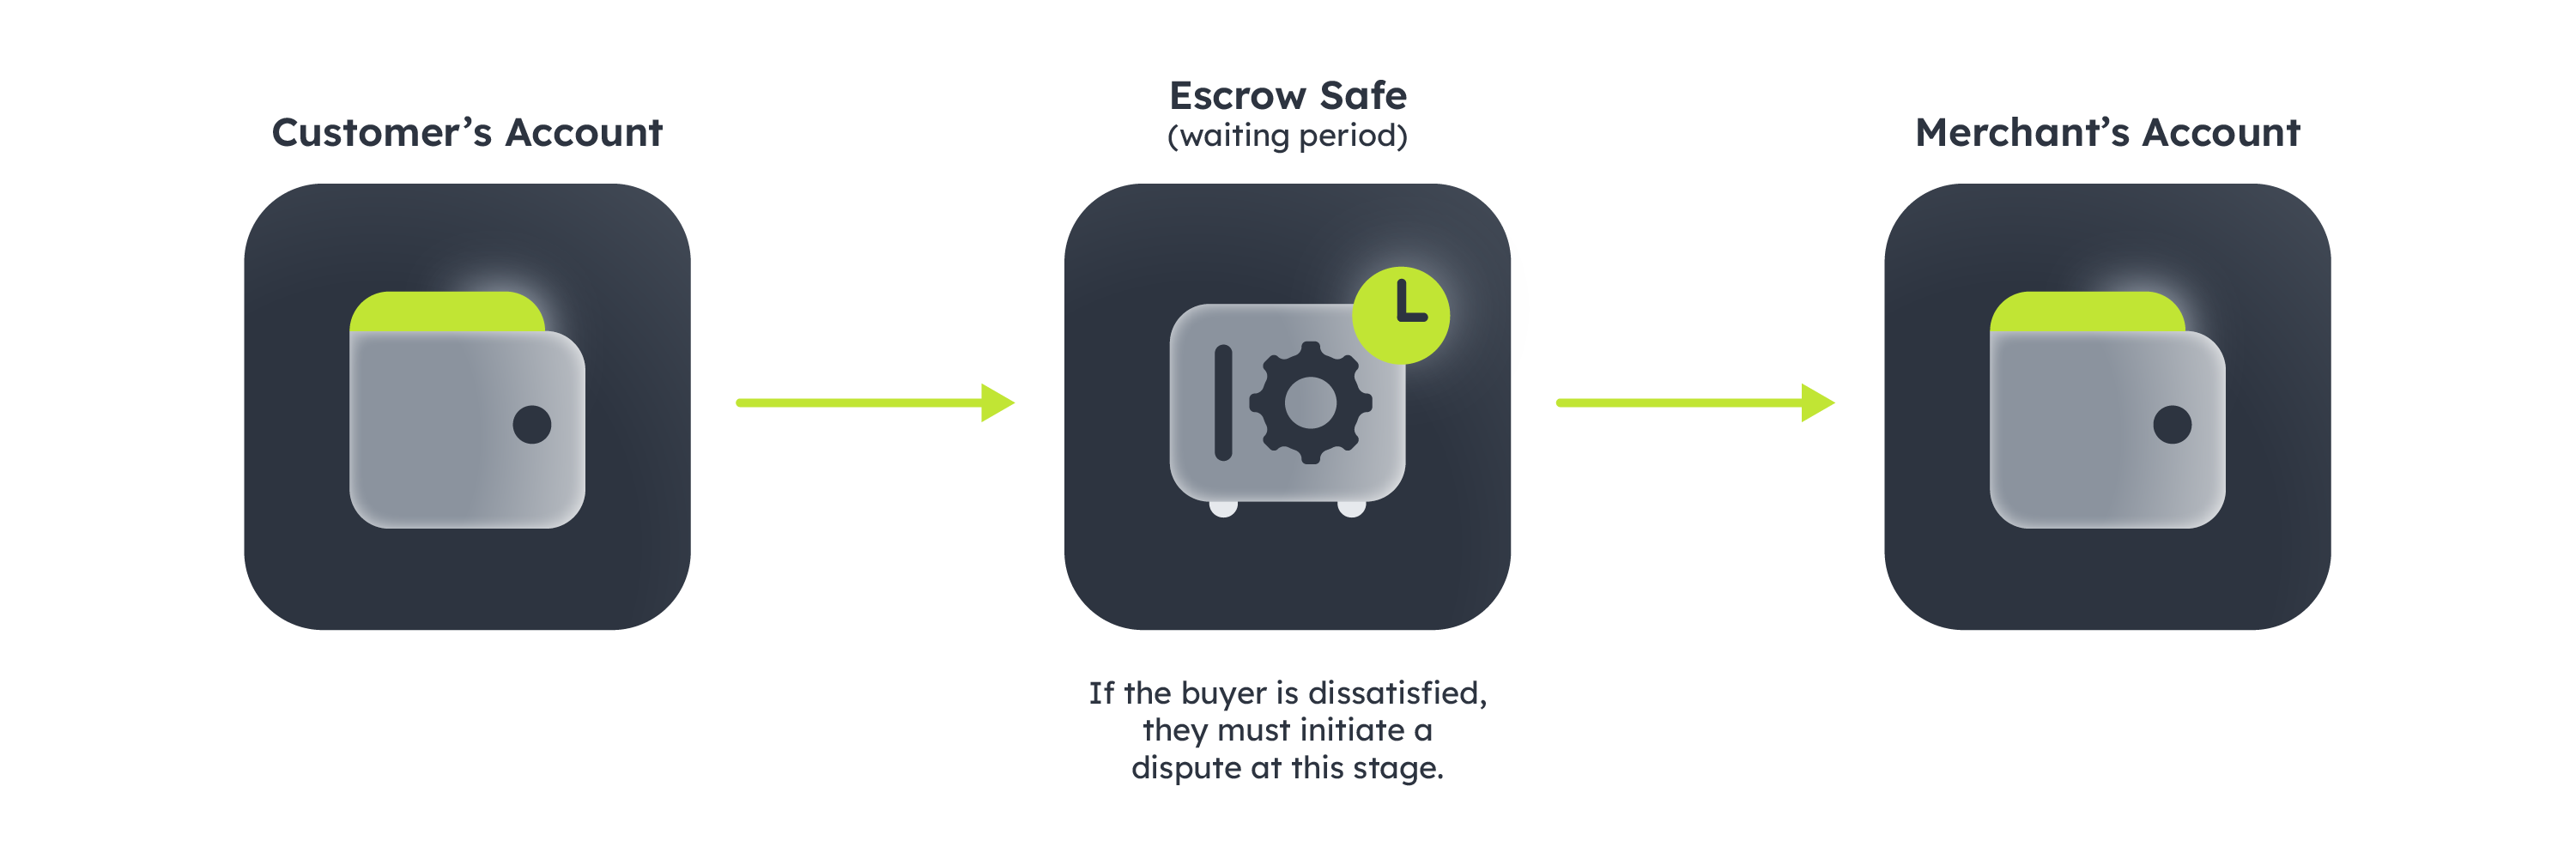 Customer’s Account
Escrow Safe
(waiting period)
Merchant’s Account
If the buyer is dissatisfied,
they must initiate a
dispute at this stage.